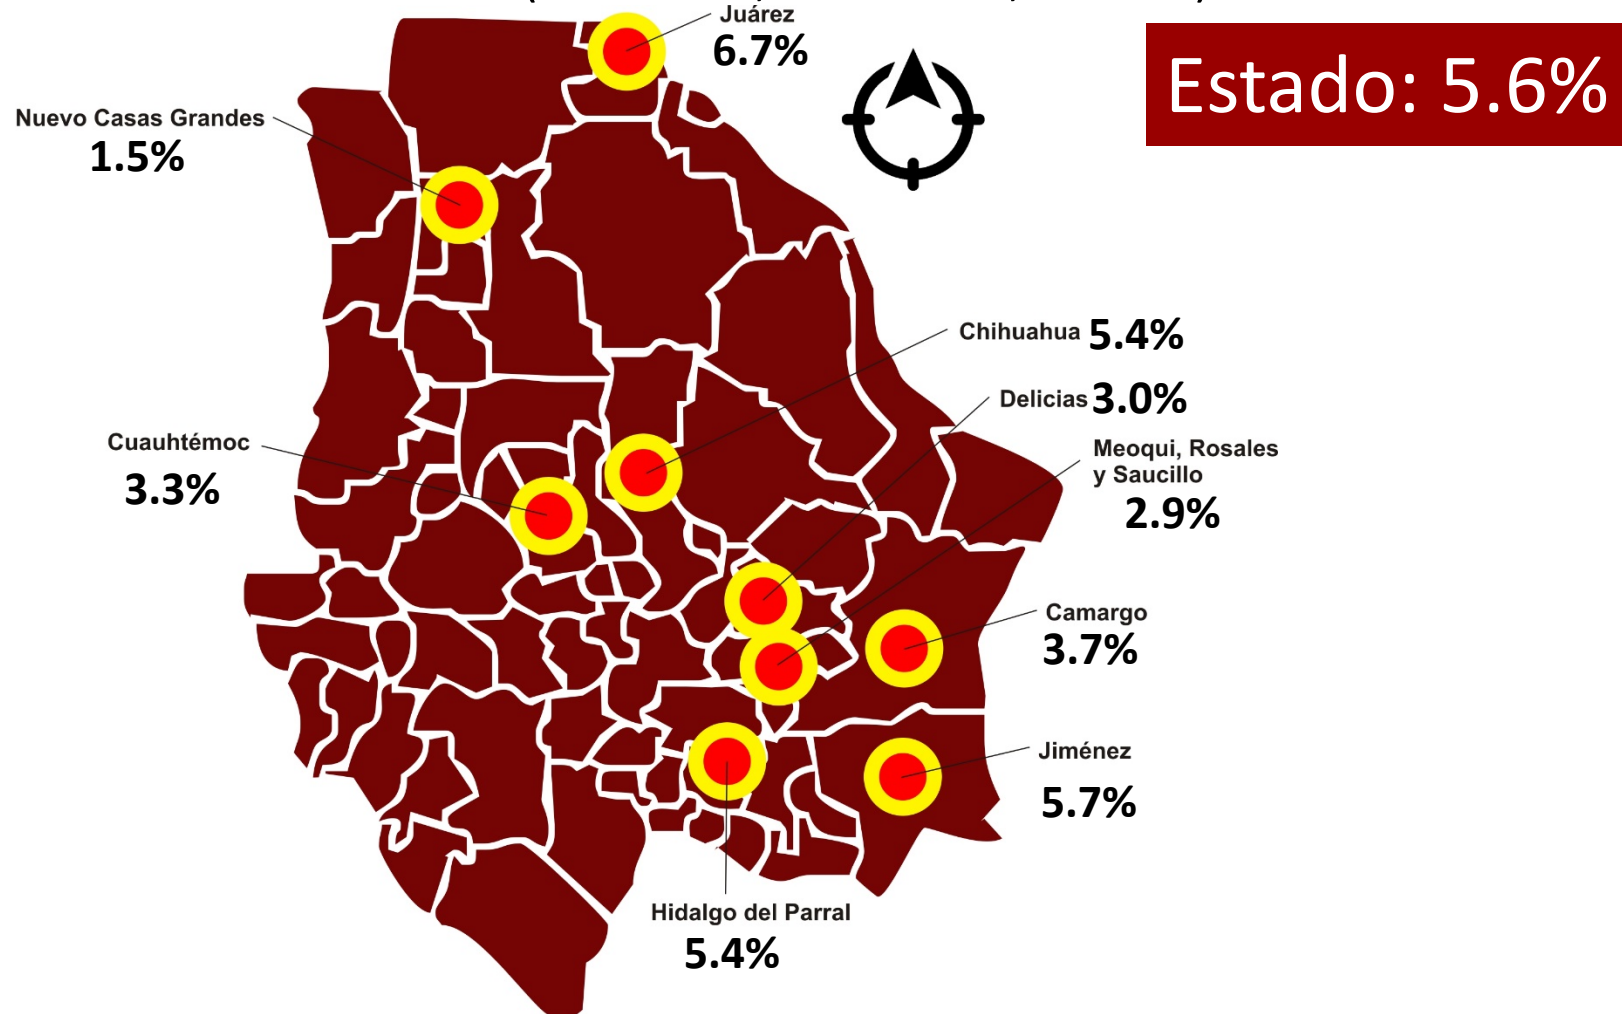 Juárez
6.7%
Estado: 5.6%
Nuevo Casas Grandes
1.5%
Chihuahua 5.4%
Delicias 3.0%
Cuauhtémoc
3.3%
Meoqui, Rosales
y Saucillo
2.9%
Camargo
3.7%
Jiménez
5.7%
Hidalgo del Parral
5.4%